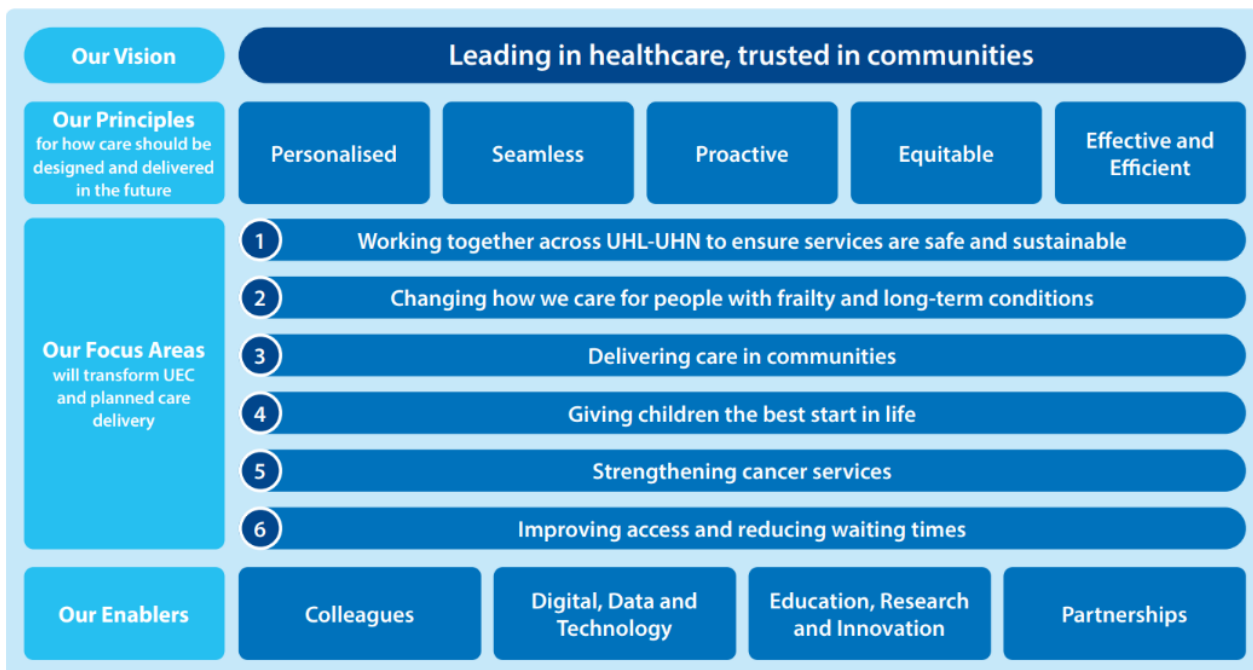 Our Vision
Leading in healthcare, trusted in communities
Our Principles
for how care should be
designed and delivered
in the future
Personalised
Seamless
Proactive
Equitable
Effective and
Efficient
Our Focus Areas
will transform UEC
and planned care
delivery
1
Working together across UHL-UHN to ensure services are safe and sustainable
2
Changing how we care for people with frailty and long-term conditions
3
Delivering care in communities
4
Giving children the best start in life
5
Strengthening cancer services
6
Improving access and reducing waiting times
Our Enablers
Colleagues
Digital, Data and
Technology
Education, Research
and Innovation
Partnerships